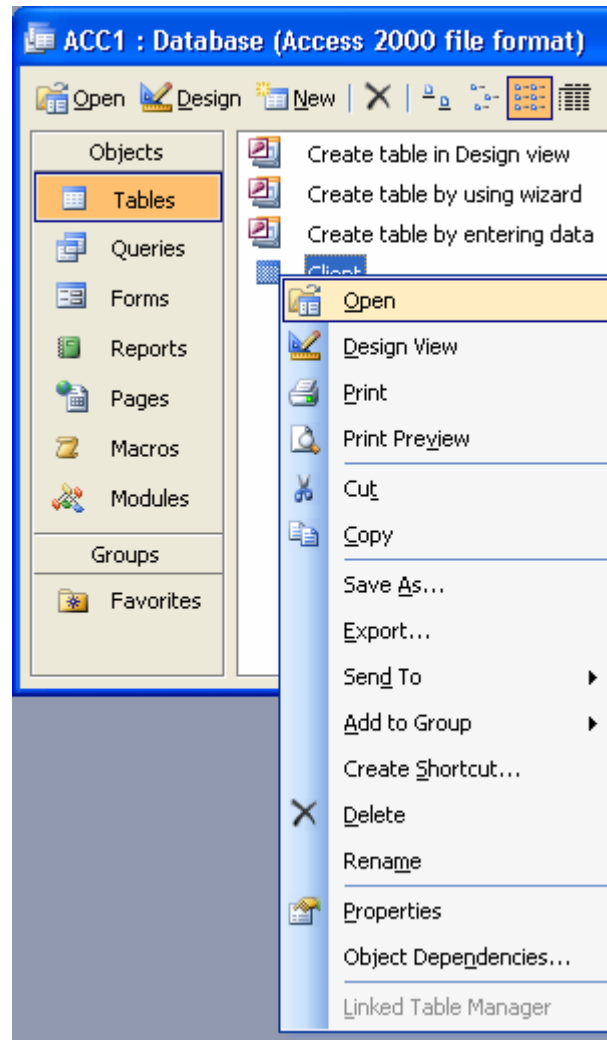 ACC1 : Database (Access 2000 file format)
Open Design New
Objects
Tables
Queries
Forms
Reports
Pages
Macros
Modules
Groups
Favorites
Create table in Design view
Create table by using wizard
Create table by entering data
Client
Open
Design View
Print
Print Preview
Cut
Copy
Save As...
Export...
Send To
Add to Group
Create Shortcut...
Delete
Rename
Properties
Object Dependencies...
Linked Table Manager